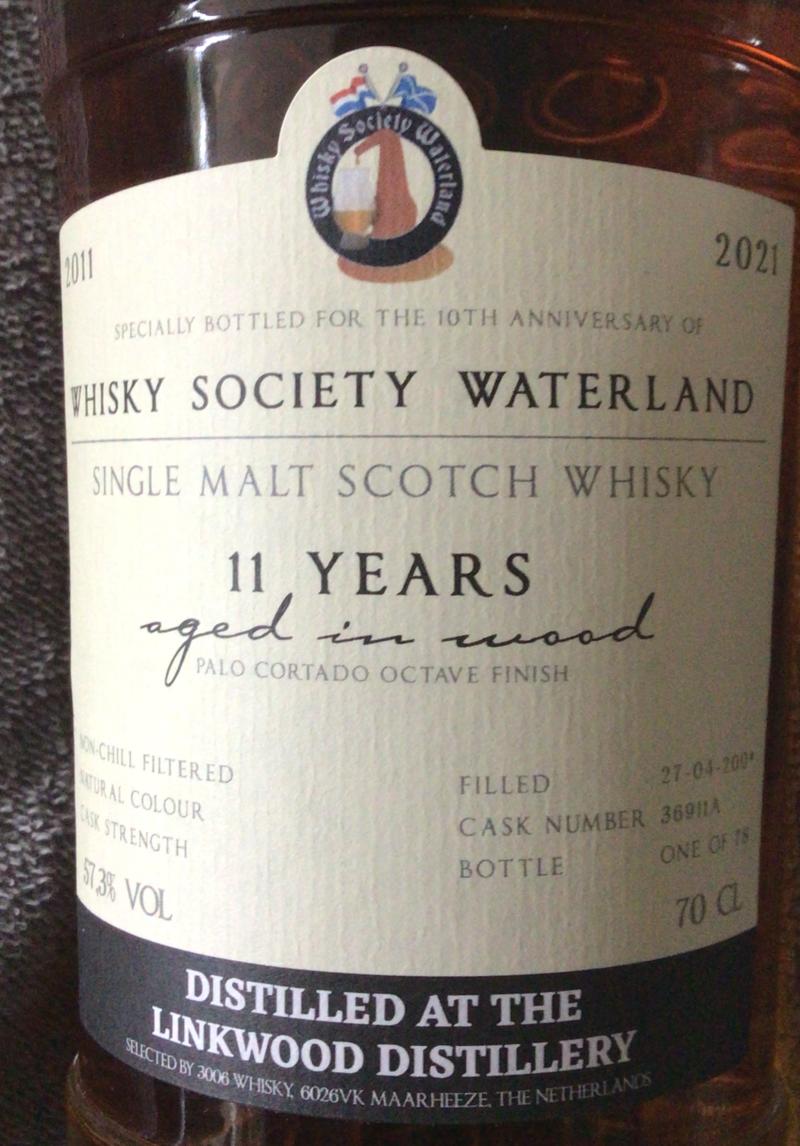 Whisky Society Waterland
2011 2021
SPECIALLY BOTTLED FOR THE 10TH ANNIVERSARY OF
WHISKY SOCIETY WATERLAND
SINGLE MALT SCOTCH WHISKY
11 YEARS
aged in wood
PALO CORTADO OCTAVE FINISH
NON-CHILL FILTERED
NATURAL COLOUR
CASK STRENGTH
57,3% VOL
FILLED
CASK NUMBER 36911A
BOTTLE ONE OF 78
70 CL
DISTILLED AT THE
LINKWOOD DISTILLERY
SELECTED BY 3006 WHISKY, 6026VK MAARHEEZE, THE NETHERLANDS